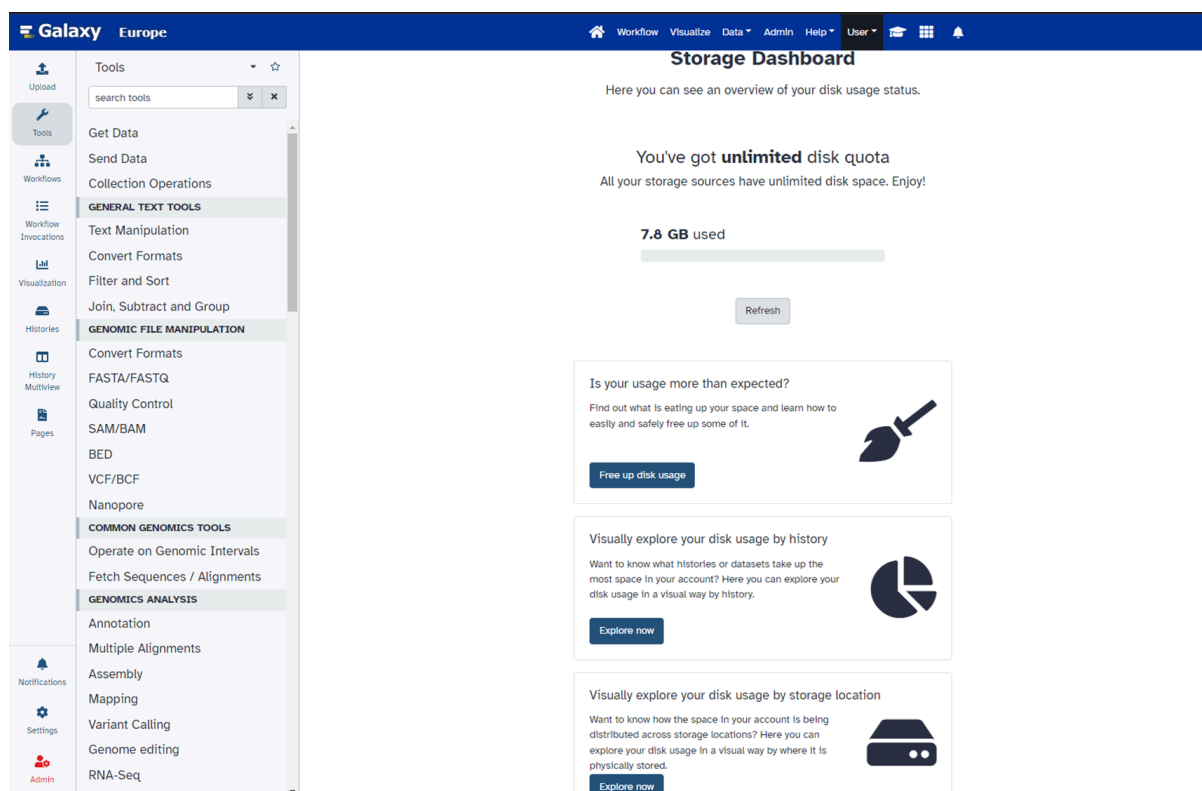 Galaxy Europe
Workflow Visualize Data Admin Help User
Upload
Tools
Workflows
Workflow
Invocations
Visualization
Histories
History
Multiview
Pages
Notifications
Settings
Admin
Tools
search tools
Get Data
Send Data
Collection Operations
GENERAL TEXT TOOLS
Text Manipulation
Convert Formats
Filter and Sort
Join, Subtract and Group
GENOMIC FILE MANIPULATION
Convert Formats
FASTA/FASTQ
Quality Control
SAM/BAM
BED
VCF/BCF
Nanopore
COMMON GENOMICS TOOLS
Operate on Genomic Intervals
Fetch Sequences / Alignments
GENOMICS ANALYSIS
Annotation
Multiple Alignments
Assembly
Mapping
Variant Calling
Genome editing
RNA-Seq
Storage Dashboard
Here you can see an overview of your disk usage status.
You've got unlimited disk quota
All your storage sources have unlimited disk space. Enjoy!
7.8 GB used
Refresh
Is your usage more than expected?
Find out what is eating up your space and learn how to
easily and safely free up some of it.
Free up disk usage
Visually explore your disk usage by history
Want to know what histories or datasets take up the
most space in your account? Here you can explore your
disk usage in a visual way by history.
Explore now
Visually explore your disk usage by storage location
Want to know how the space in your account is being
distributed across storage locations? Here you can
explore your disk usage in a visual way by where it is
physically stored.
Explore now